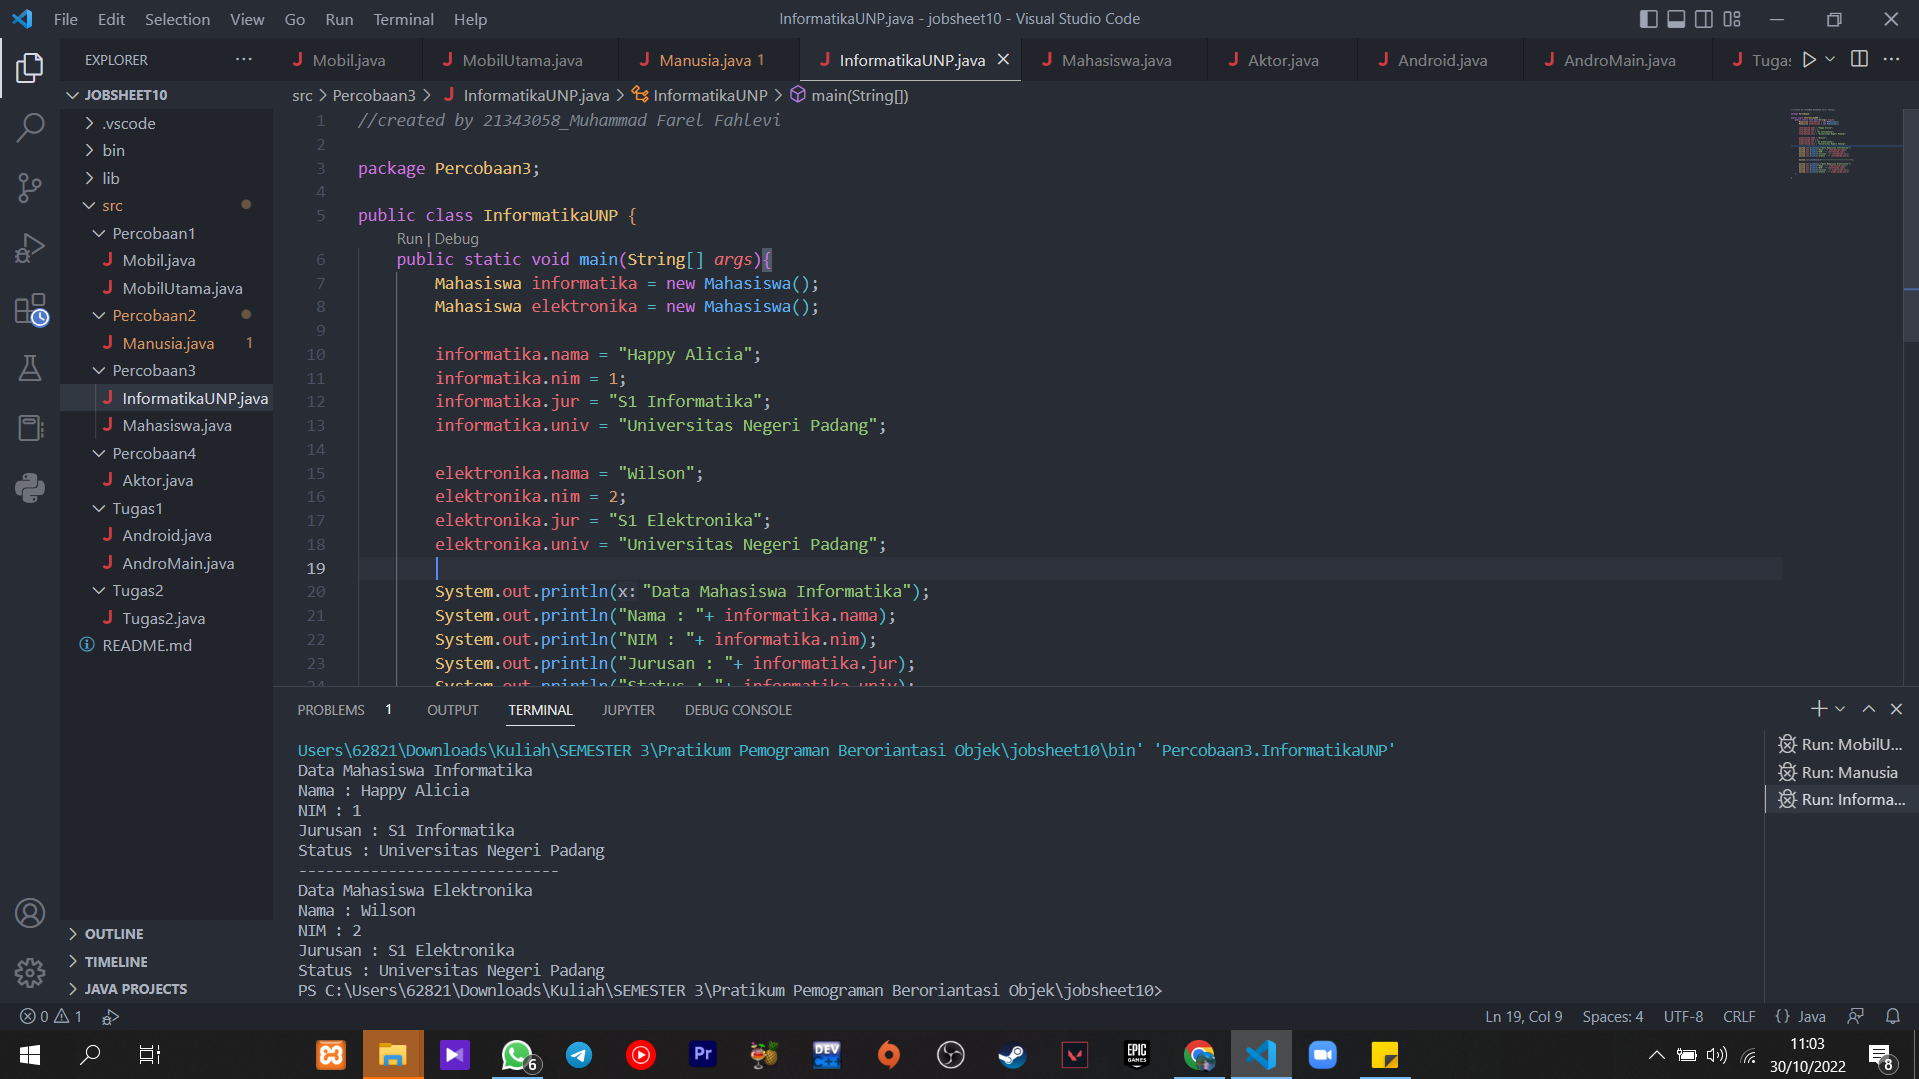 File Edit Selection View Go Run Terminal Help
InformatikaUNP.java - jobsheet10 - Visual Studio Code
EXPLORER
Mobil.java MobilUtama.java Manusia.java 1 InformatikaUNP.java Mahasiswa.java Aktor.java Android.java AndroMain.java Tuga
JOBSHEET10
.vscode
bin
lib
src
Percobaan1
Mobil.java
MobilUtama.java
Percobaan2
Manusia.java 1
Percobaan3
InformatikaUNP.java
Mahasiswa.java
Percobaan4
Aktor.java
Tugas1
Android.java
AndroMain.java
Tugas2
Tugas2.java
README.md
OUTLINE
TIMELINE
JAVA PROJECTS
src > Percobaan3 > InformatikaUNP.java > InformatikaUNP > main(String[])
1 //created by 21343058_Muhammad Farel Fahlevi
2
3 package Percobaan3;
4
5 public class InformatikaUNP {
Run | Debug
6 public static void main(String[] args){
7 Mahasiswa informatika = new Mahasiswa();
8 Mahasiswa elektronika = new Mahasiswa();
9
10 informatika.nama = "Happy Alicia";
11 informatika.nim = 1;
12 informatika.jur = "S1 Informatika";
13 informatika.univ = "Universitas Negeri Padang";
14
15 elektronika.nama = "Wilson";
16 elektronika.nim = 2;
17 elektronika.jur = "S1 Elektronika";
18 elektronika.univ = "Universitas Negeri Padang";
19
20 System.out.println(x: "Data Mahasiswa Informatika");
21 System.out.println("Nama : "+ informatika.nama);
22 System.out.println("NIM : "+ informatika.nim);
23 System.out.println("Jurusan : "+ informatika.jur);
24 System.out.println("Status : "+ informatika.univ);
PROBLEMS 1 OUTPUT TERMINAL JUPYTER DEBUG CONSOLE
Users\62821\Downloads\Kuliah\SEMESTER 3\Pratikum Pemograman Beroriantasi Objek\jobsheet10\bin' 'Percobaan3.InformatikaUNP'
Data Mahasiswa Informatika
Nama : Happy Alicia
NIM : 1
Jurusan : S1 Informatika
Status : Universitas Negeri Padang
-----------------------------
Data Mahasiswa Elektronika
Nama : Wilson
NIM : 2
Jurusan : S1 Elektronika
Status : Universitas Negeri Padang
PS C:\Users\62821\Downloads\Kuliah\SEMESTER 3\Pratikum Pemograman Beroriantasi Objek\jobsheet10>
Run: MobilU...
Run: Manusia
Run: Informa...
0 1
Ln 19, Col 9 Spaces: 4 UTF-8 CRLF {} Java
6 Pr DEV C++ EPIC GAMES
11:03
30/10/2022
8